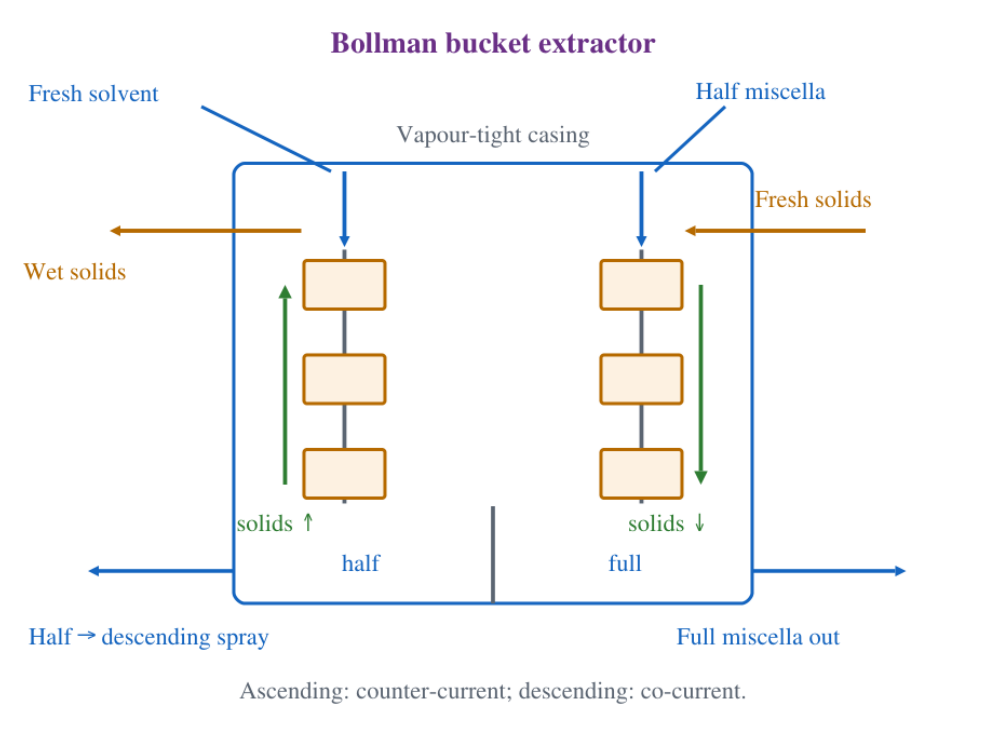 Bollman bucket extractor
Fresh solvent
Half miscella
Vapour-tight casing
Fresh solids
Wet solids
solids ↑
solids ↓
half
full
Half → descending spray
Full miscella out
Ascending: counter-current; descending: co-current.